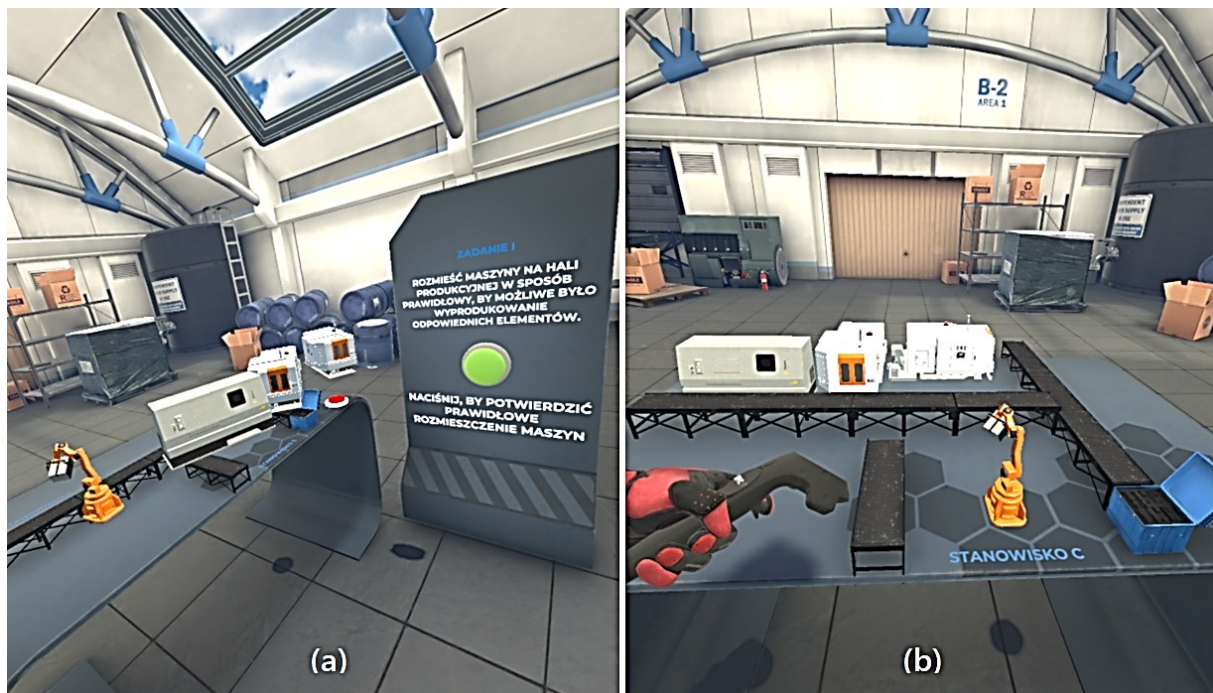 ZADANIE I
ROZMIEŚĆ MASZYNY NA HALI
PRODUKCYJNEJ W SPOSÓB
PRAWIDŁOWY, BY MOŻLIWE BYŁO
WYPRODUKOWANIE
ODPOWIEDNICH ELEMENTÓW.
NACIŚNIJ, BY POTWIERDZIĆ
PRAWIDŁOWE
ROZMIESZCZENIE MASZYN
(a)
B-2
AREA 1
SUPPLY
STANOWISKO C
(b)